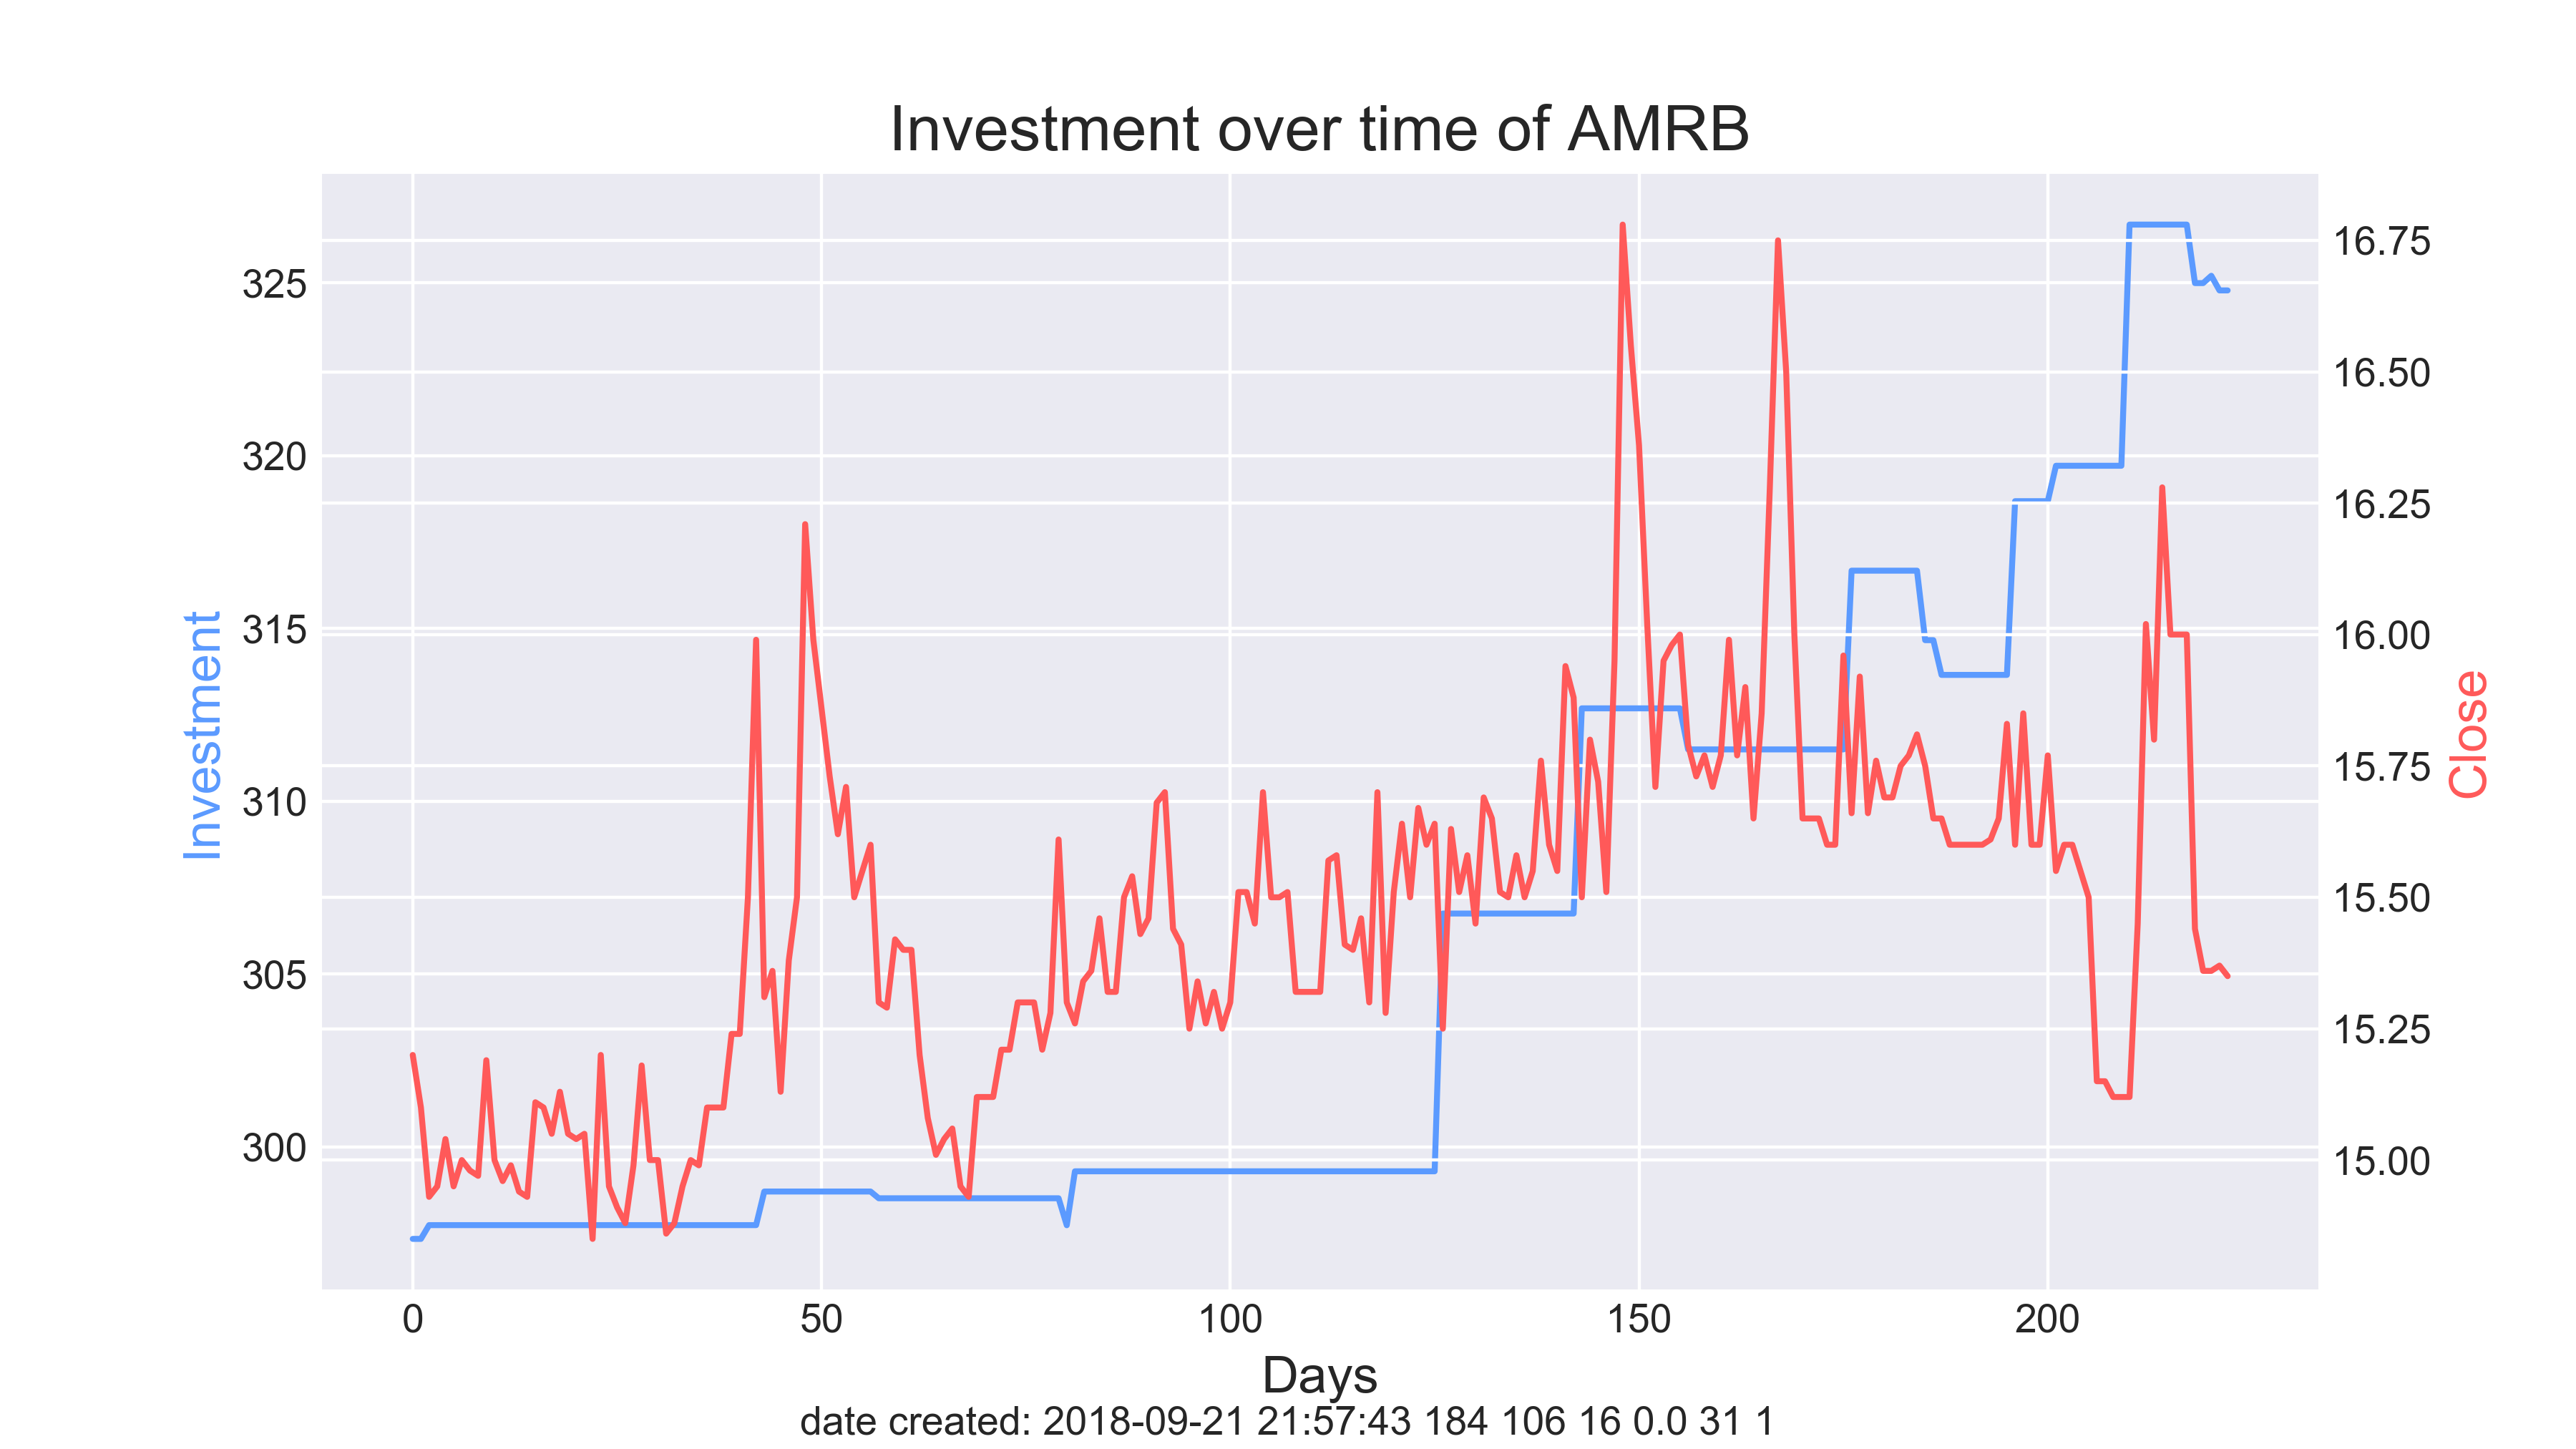 Investment over time of AMRB
Investment
325
320
315
310
305
300
16.75
16.50
16.25
16.00
15.75
15.50
15.25
15.00
Close
0 50 100 150 200
Days
date created: 2018-09-21 21:57:43 184 106 16 0.0 31 1